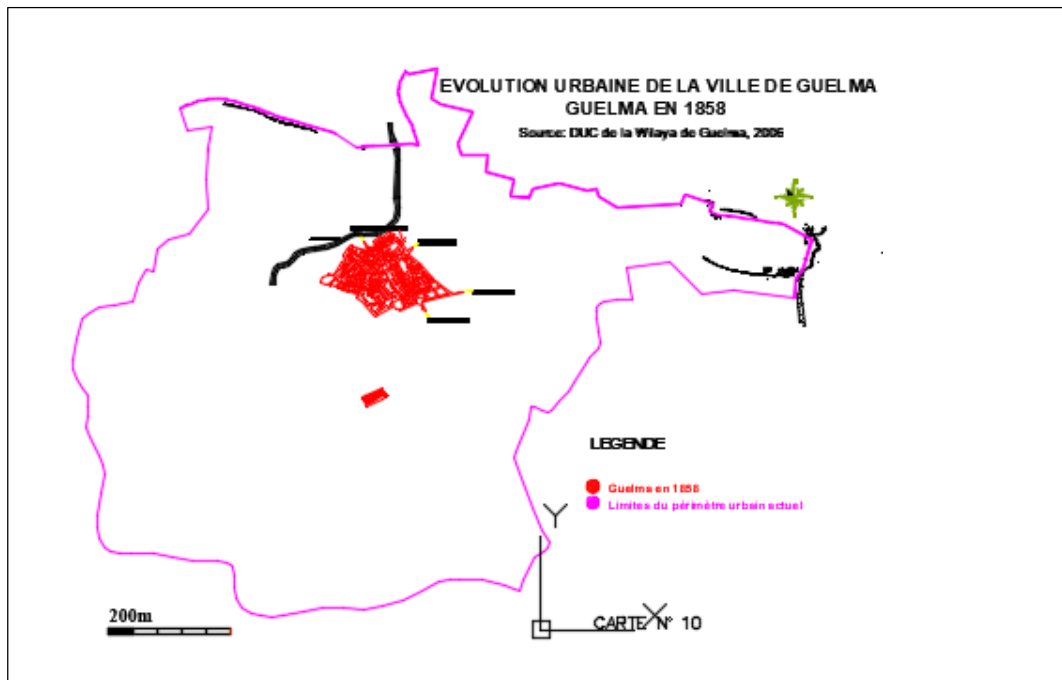 EVOLUTION URBAINE DE LA VILLE DE GUELMA
GUELMA EN 1858
Source: DUC de la Wilaya de Guelma, 2006
LEGENDE
Guelma en 1858
Limites du périmètre urbain actuel
Y
200m
CARTE N° 10
X